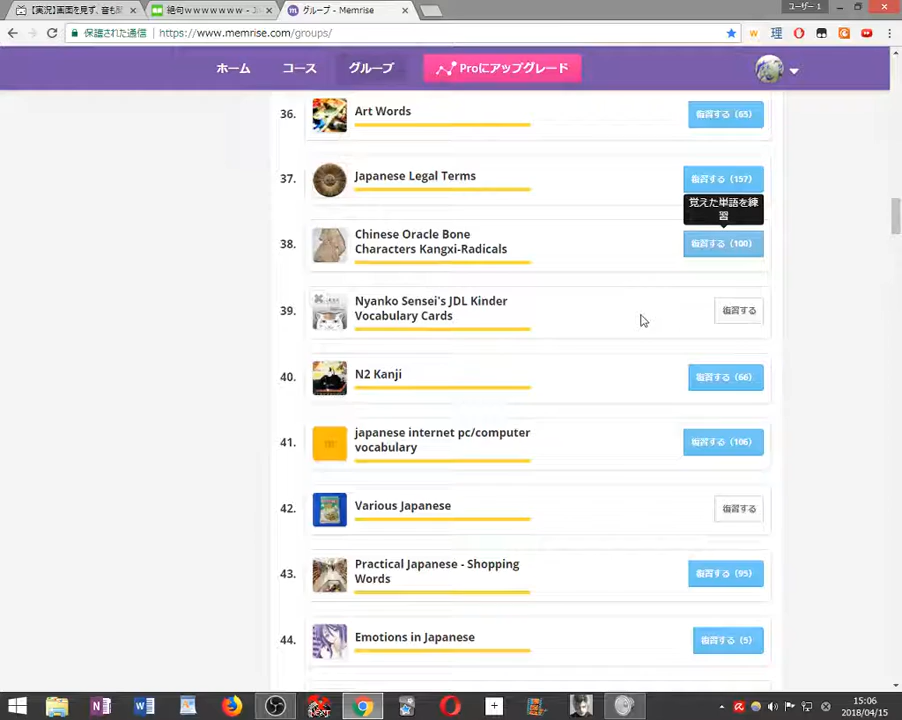 【実況】画面を見ず、音も
絶句wwwwwww - ス
グループ - Memrise
ユーザー 1
保護された通信
https://www.memrise.com/groups/
ホーム
コース
グループ
Proにアップグレード
36.
Art Words
復習する (65)
37.
Japanese Legal Terms
復習する (157)
覚えた単語を練
習
38.
Chinese Oracle Bone
Characters Kangxi-Radicals
復習する (100)
39.
Nyanko Sensei's JDL Kinder
Vocabulary Cards
復習する
40.
N2 Kanji
復習する (66)
41.
japanese internet pc/computer
vocabulary
復習する (106)
42.
Various Japanese
復習する
43.
Practical Japanese - Shopping
Words
復習する (95)
44.
Emotions in Japanese
復習する (5)
15:06
2018/04/15